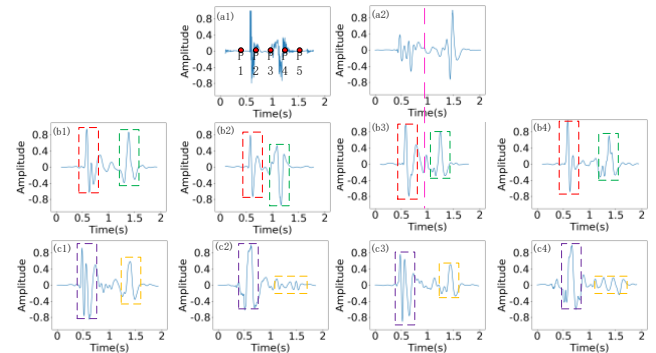 (a1)
(a2)
Amplitude
0.8
0.4
0
-0.4
-0.8
P P P P P
1 2 3 4 5
0 0.5 1 1.5 2
Time(s)
Amplitude
0.8
0.4
0
-0.4
-0.8
0 0.5 1 1.5 2
Time(s)
(b1)
Amplitude
0.8
0.4
0
-0.4
-0.8
0 0.5 1 1.5 2
Time(s)
(b2)
Amplitude
0.8
0.4
0
-0.4
-0.8
0 0.5 1 1.5 2
Time(s)
(b3)
Amplitude
0.8
0.4
0
-0.4
-0.8
0 0.5 1 1.5 2
Time(s)
(b4)
Amplitude
0.8
0.4
0
-0.4
-0.8
0 0.5 1 1.5 2
Time(s)
(c1)
Amplitude
0.8
0.4
0
-0.4
-0.8
0 0.5 1 1.5 2
Time(s)
(c2)
Amplitude
0.8
0.4
0
-0.4
-0.8
0 0.5 1 1.5 2
Time(s)
(c3)
Amplitude
0.8
0.4
0
-0.4
-0.8
0 0.5 1 1.5 2
Time(s)
(c4)
Amplitude
0.8
0.4
0
-0.4
-0.8
0 0.5 1 1.5 2
Time(s)